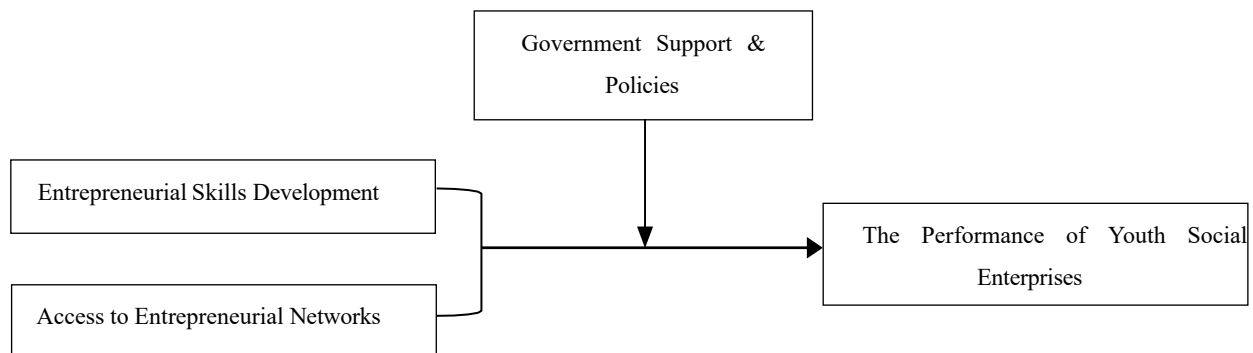 Government Support &
Policies
Entrepreneurial Skills Development
The Performance of Youth Social
Enterprises
Access to Entrepreneurial Networks